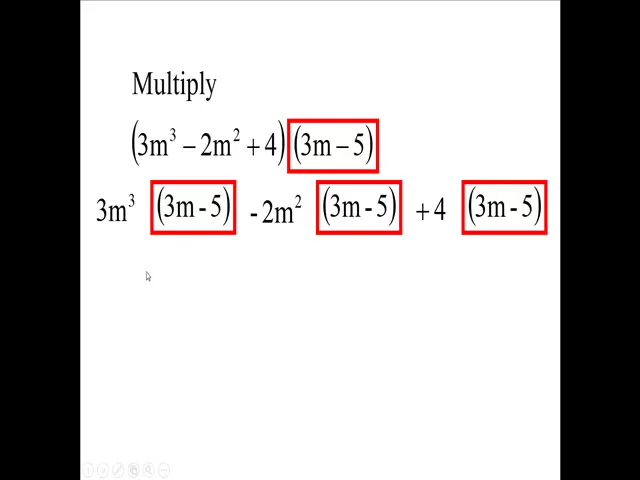 Multiply
(3m³ − 2m² + 4)(3m − 5)
3m³ (3m - 5) - 2m² (3m - 5) + 4 (3m - 5)